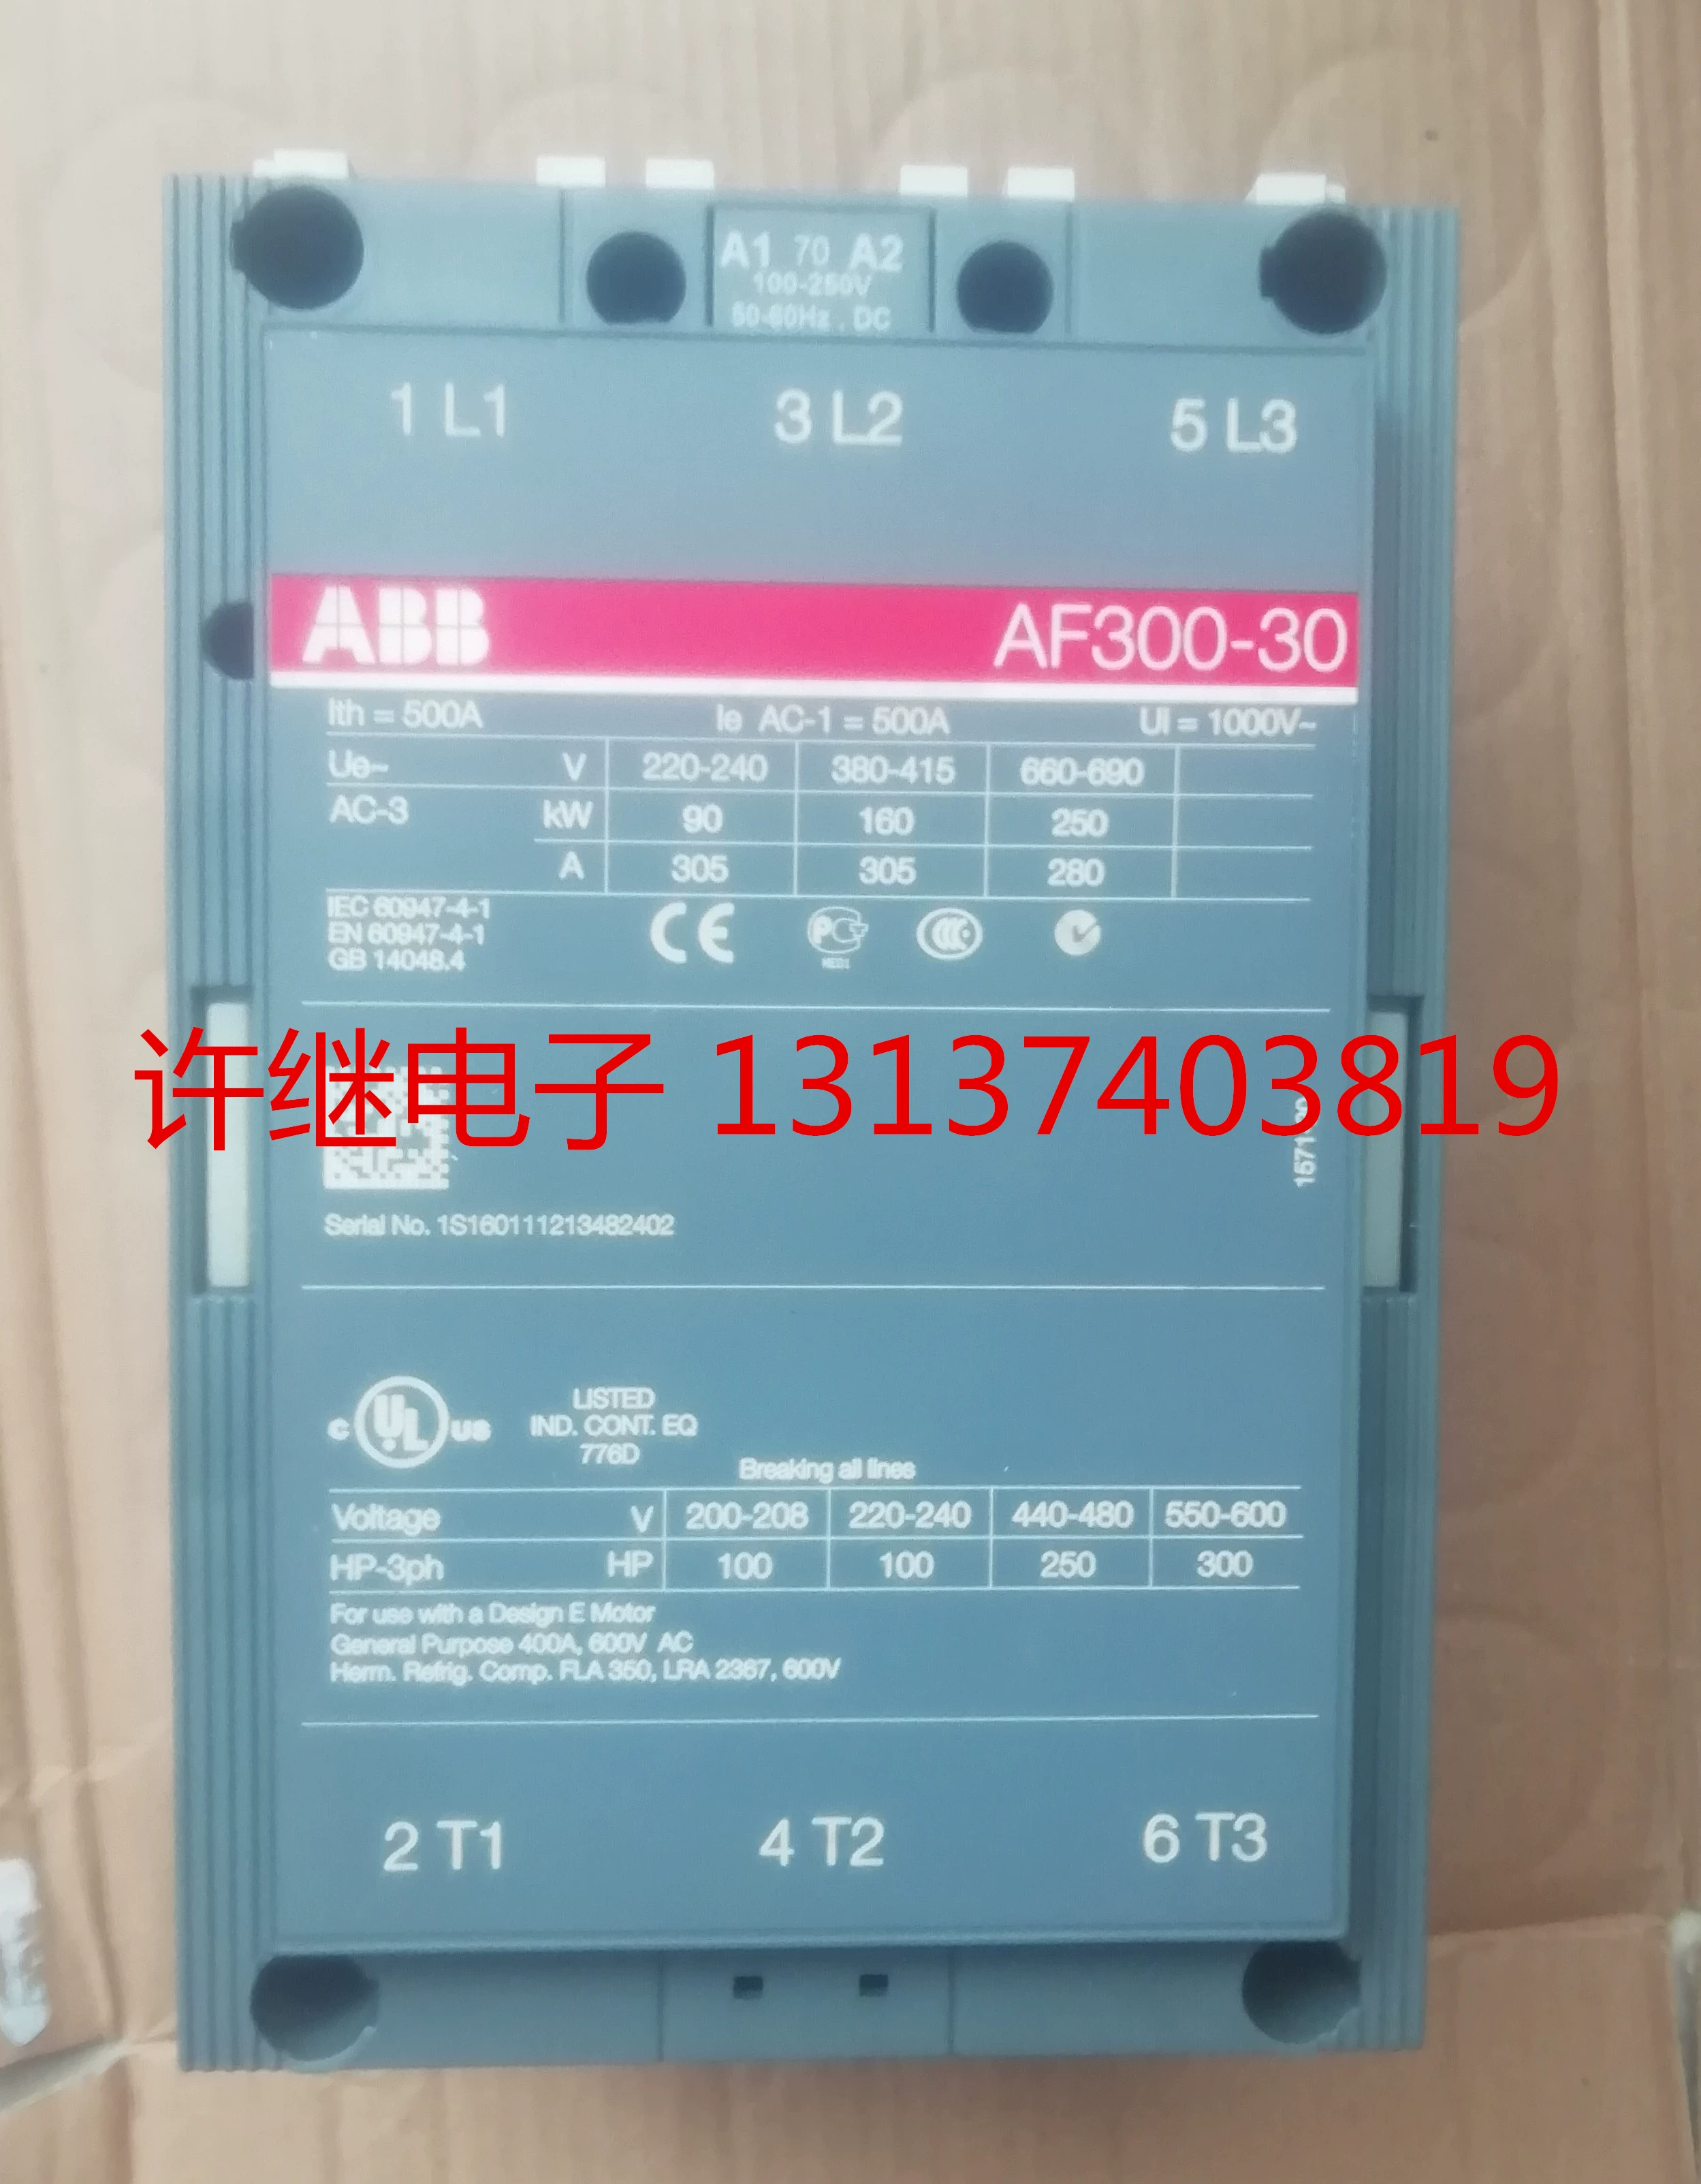 A1 70 A2
100-250V
50-60Hz . DC
1 L1 3 L2 5 L3
ABB AF300-30
Ith = 500A Ie AC-1 = 500A Ui = 1000V~
Ue~ V 220-240 380-415 660-690
AC-3 kW 90 160 250
A 305 305 280
IEC 60947-4-1
EN 60947-4-1
GB 14048.4
CE
许继电子 13137403819
Serial No. 1S160111213482402
c UL us
LISTED
IND. CONT. EQ
776D
Breaking all lines
Voltage V 200-208 220-240 440-480 550-600
HP-3ph HP 100 100 250 300
For use with a Design E Motor
General Purpose 400A, 600V AC
Herm. Refrig. Comp. FLA 350, LRA 2367, 600V
2 T1 4 T2 6 T3